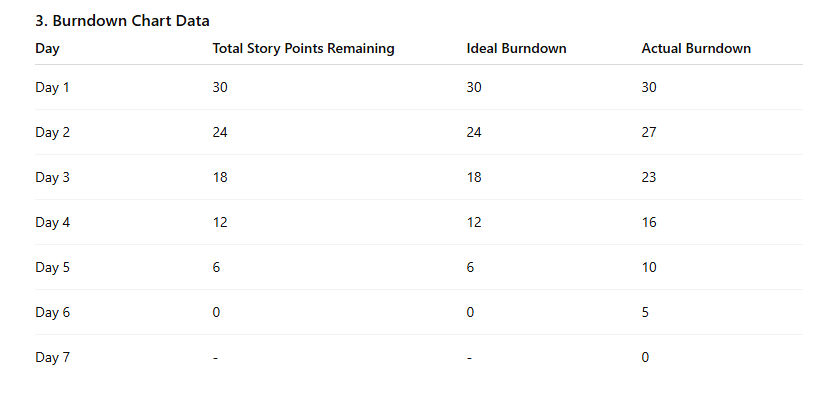 3. Burndown Chart Data
Day Total Story Points Remaining Ideal Burndown Actual Burndown
Day 1 30 30 30
Day 2 24 24 27
Day 3 18 18 23
Day 4 12 12 16
Day 5 6 6 10
Day 6 0 0 5
Day 7 - - 0